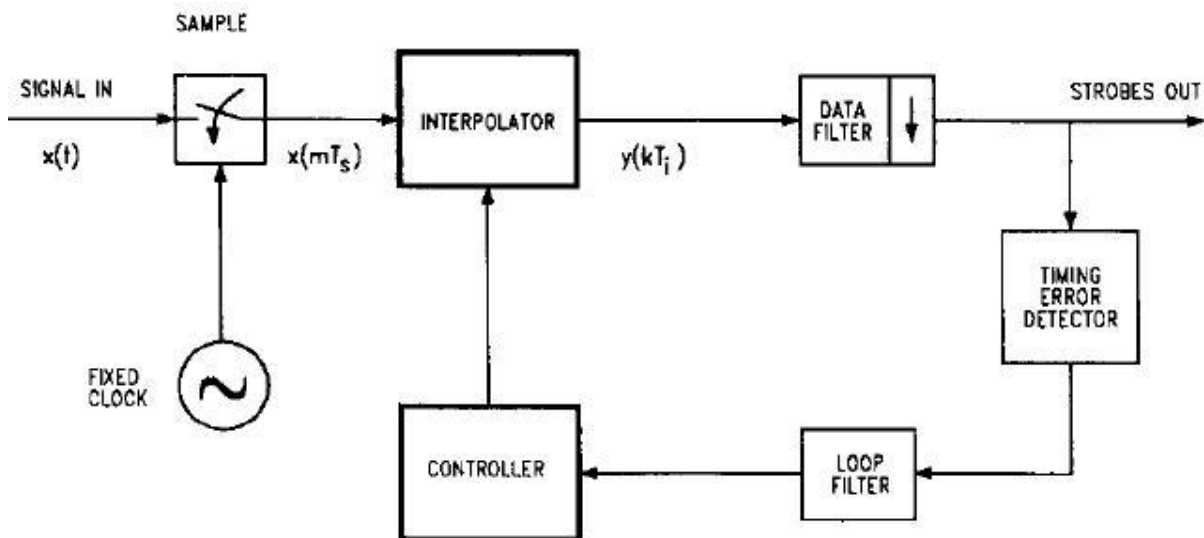 SAMPLE
SIGNAL IN
x(t)
x(mTs)
INTERPOLATOR
y(kTi)
DATA
FILTER
STROBES OUT
TIMING
ERROR
DETECTOR
FIXED
CLOCK
CONTROLLER
LOOP
FILTER